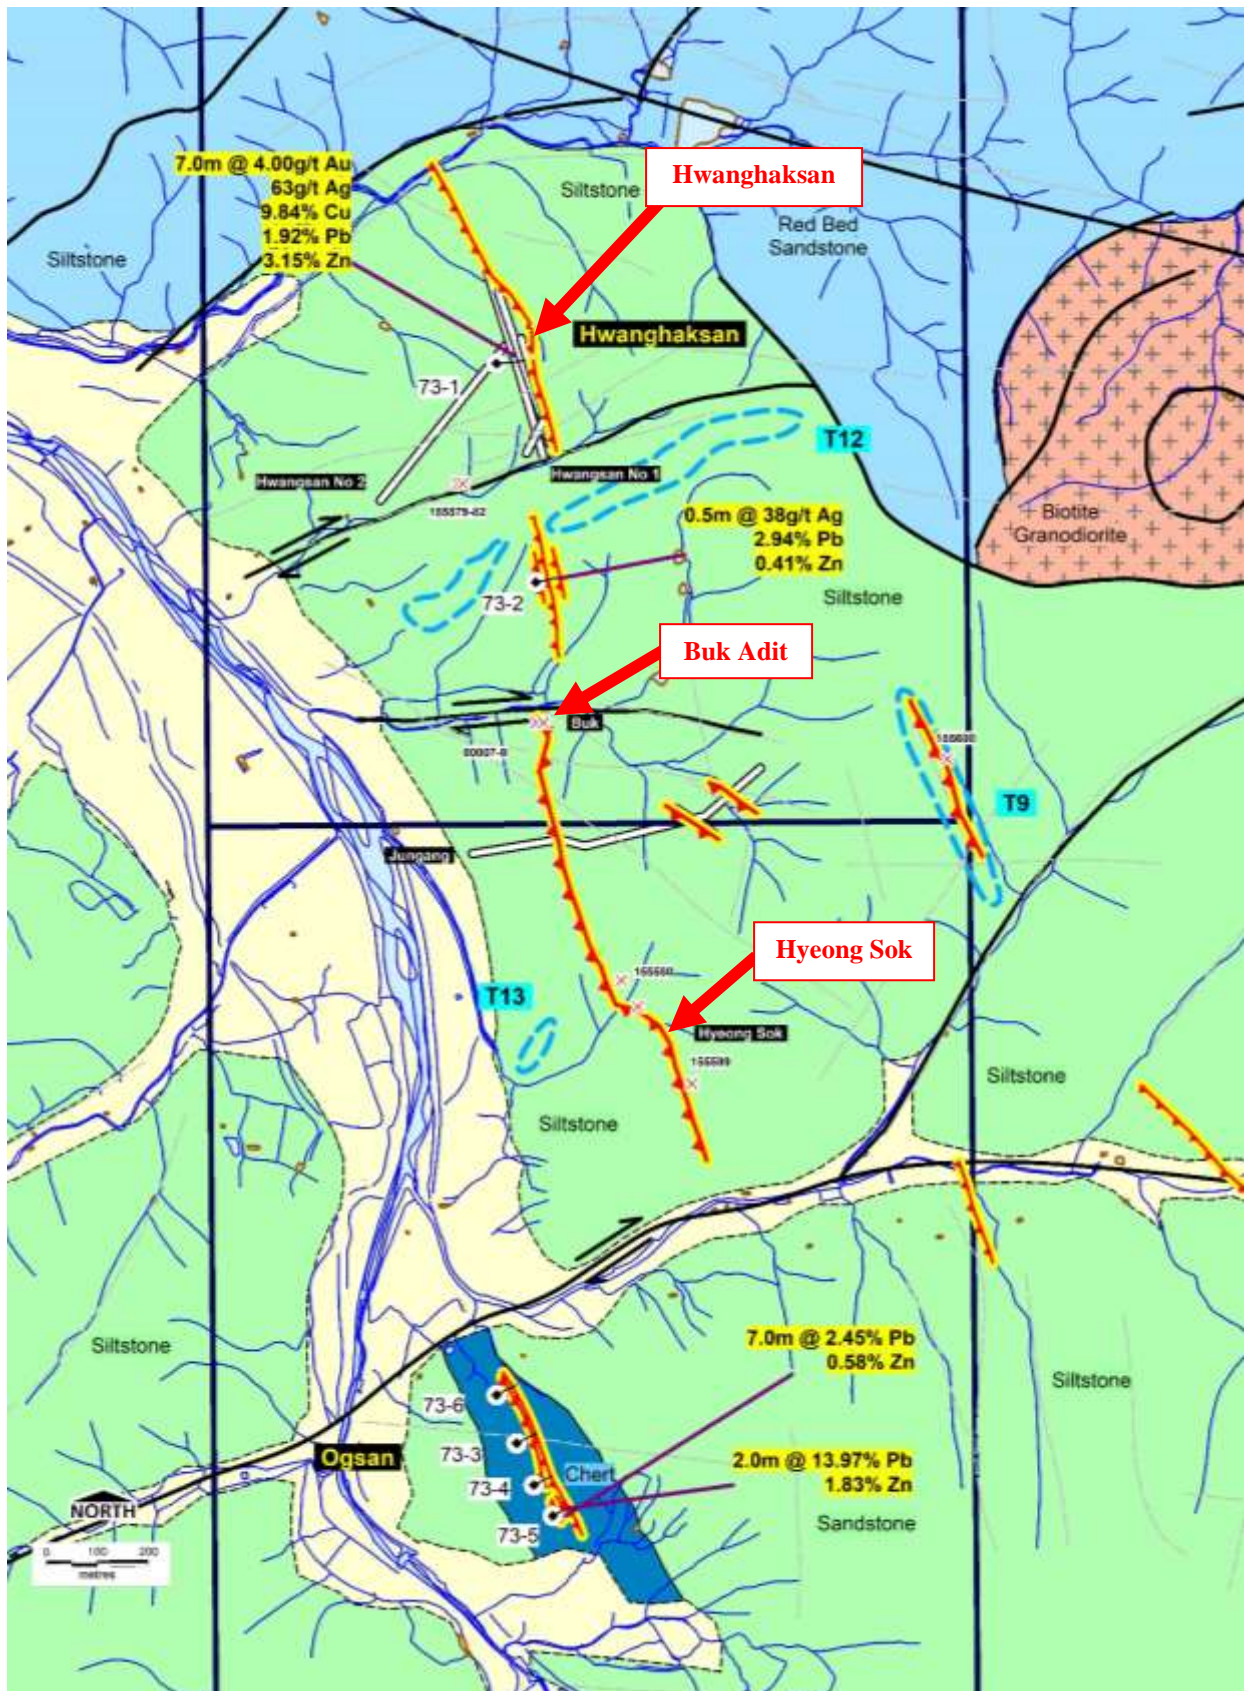 7.0m @ 4.00g/t Au
63g/t Ag
9.84% Cu
1.92% Pb
3.15% Zn
Siltstone
Hwanghaksan
Siltstone
Red Bed
Sandstone
Hwanghaksan
73-1
T12
Hwangsan No 2
Hwangsan No 1
Biotite
Granodiorite
0.5m @ 38g/t Ag
2.94% Pb
0.41% Zn
73-2
Siltstone
Buk Adit
Buk
T9
Jungang
Hyeong Sok
T13
Hyeong Sok
155599
Siltstone
Siltstone
7.0m @ 2.45% Pb
0.58% Zn
Siltstone
Siltstone
73-6
Ogsan
73-3
2.0m @ 13.97% Pb
1.83% Zn
Chert
73-4
NORTH
73-5
Sandstone
0 100 200
metres